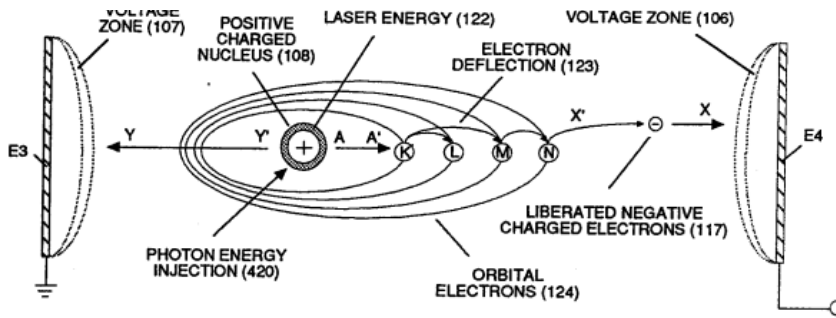 VOLTAGE
ZONE (107)
POSITIVE
CHARGED
NUCLEUS (108)
LASER ENERGY (122)
ELECTRON
DEFLECTION (123)
VOLTAGE ZONE (106)
E3
Y
Y'
+
A
A'
K
L
M
N
X'
X
E4
PHOTON ENERGY
INJECTION (420)
ORBITAL
ELECTRONS (124)
LIBERATED NEGATIVE
CHARGED ELECTRONS (117)